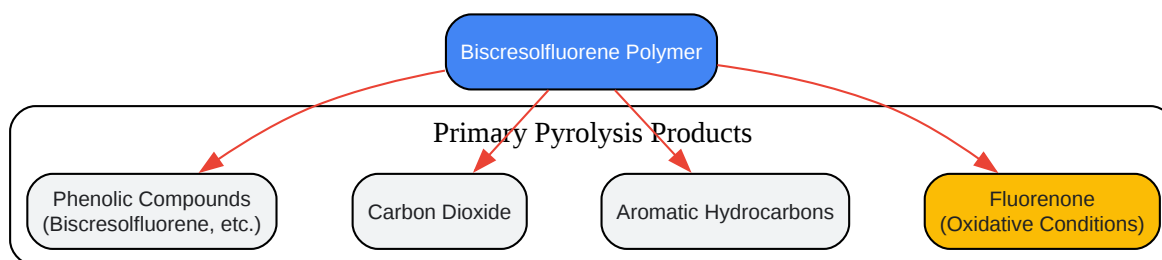 Biscresolfluorene Polymer
Primary Pyrolysis Products
Phenolic Compounds
(Biscresolfluorene, etc.)
Carbon Dioxide
Aromatic Hydrocarbons
Fluorenone
(Oxidative Conditions)